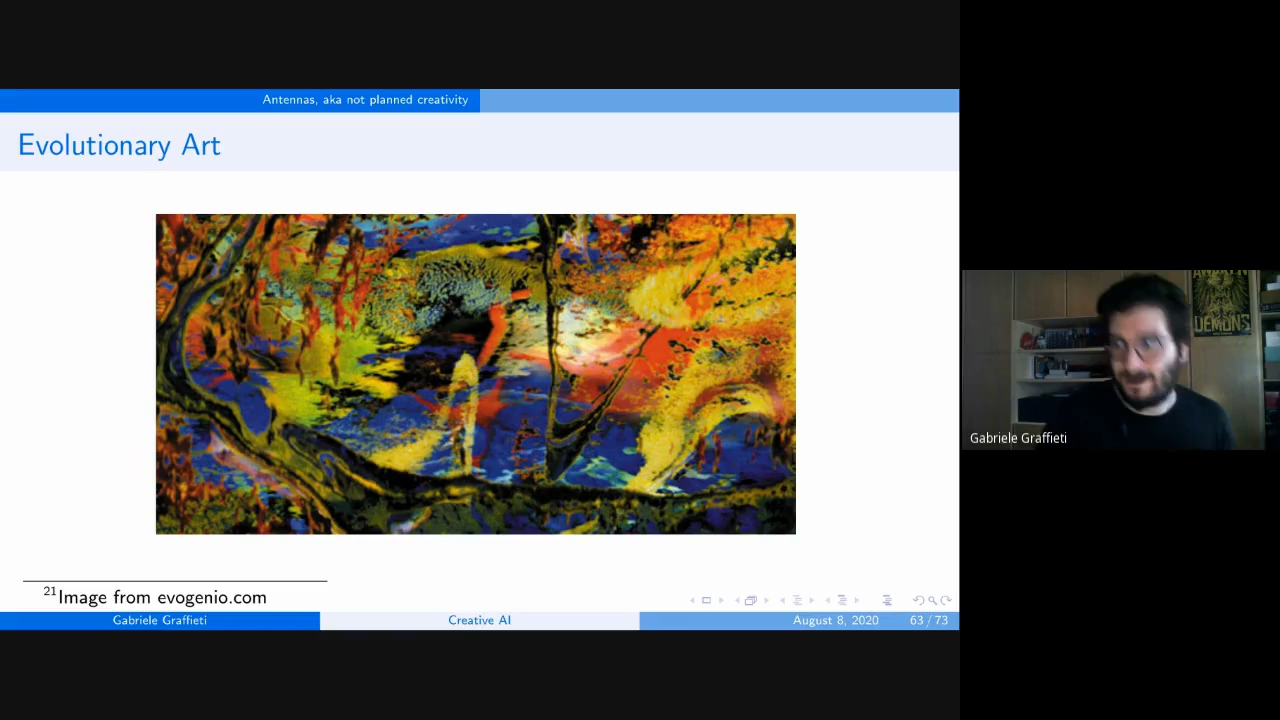 Antennas, aka not planned creativity
Evolutionary Art
21Image from evogenio.com
Gabriele Graffieti
Creative AI
August 8, 2020
63 / 73
AWAKEN
DEMONS
Gabriele Graffieti